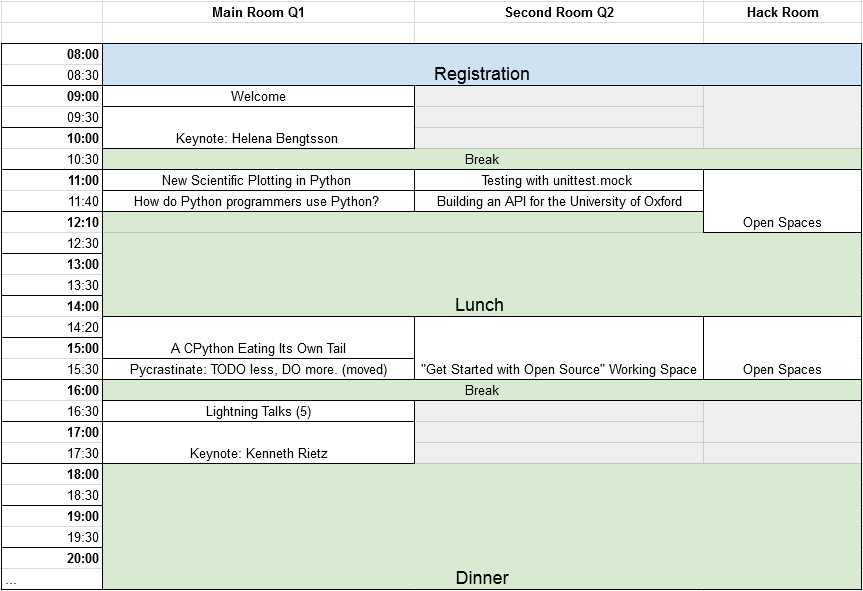 Main Room Q1 Second Room Q2 Hack Room
08:00
08:30 Registration
09:00 Welcome
09:30
10:00 Keynote: Helena Bengtsson
10:30 Break
11:00 New Scientific Plotting in Python Testing with unittest.mock
11:40 How do Python programmers use Python? Building an API for the University of Oxford
12:10 Open Spaces
12:30
13:00
13:30
14:00 Lunch
14:20
15:00 A CPython Eating Its Own Tail
15:30 Pycrastinate: TODO less, DO more. (moved) "Get Started with Open Source" Working Space Open Spaces
16:00 Break
16:30 Lightning Talks (5)
17:00
17:30 Keynote: Kenneth Rietz
18:00
18:30
19:00
19:30
20:00
... Dinner